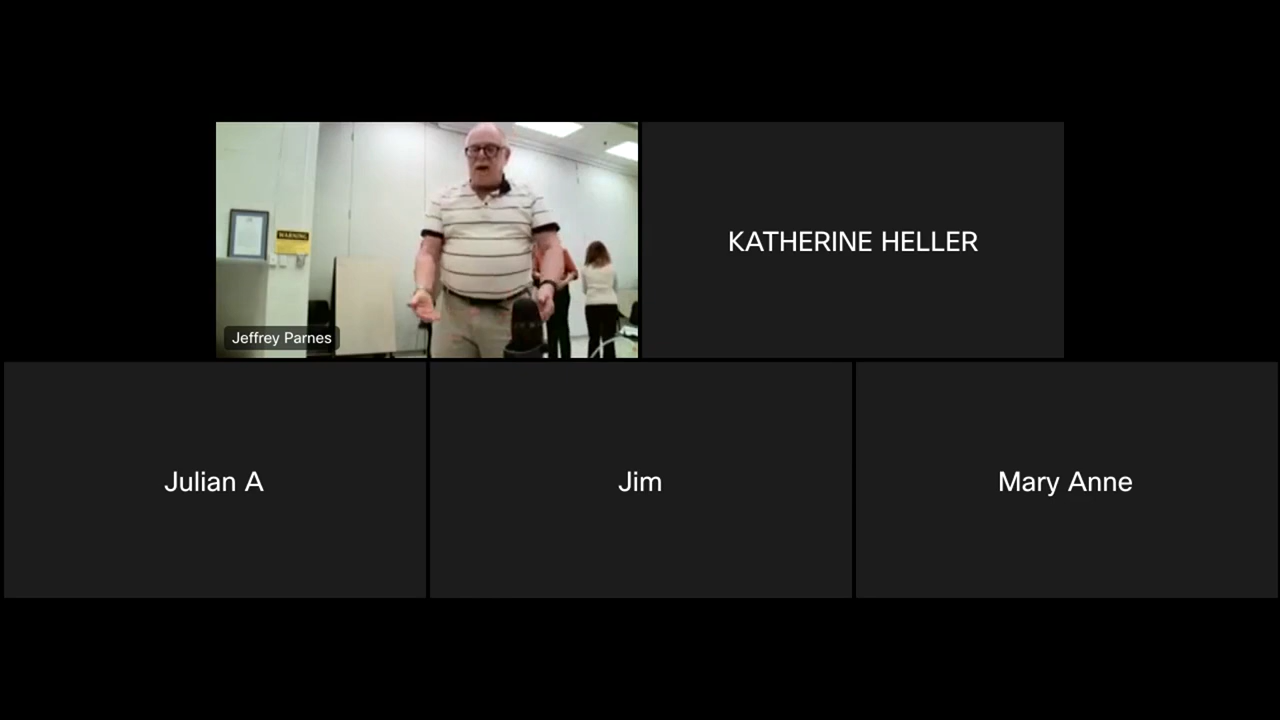 WARNING
Jeffrey Parnes
KATHERINE HELLER
Julian A
Jim
Mary Anne